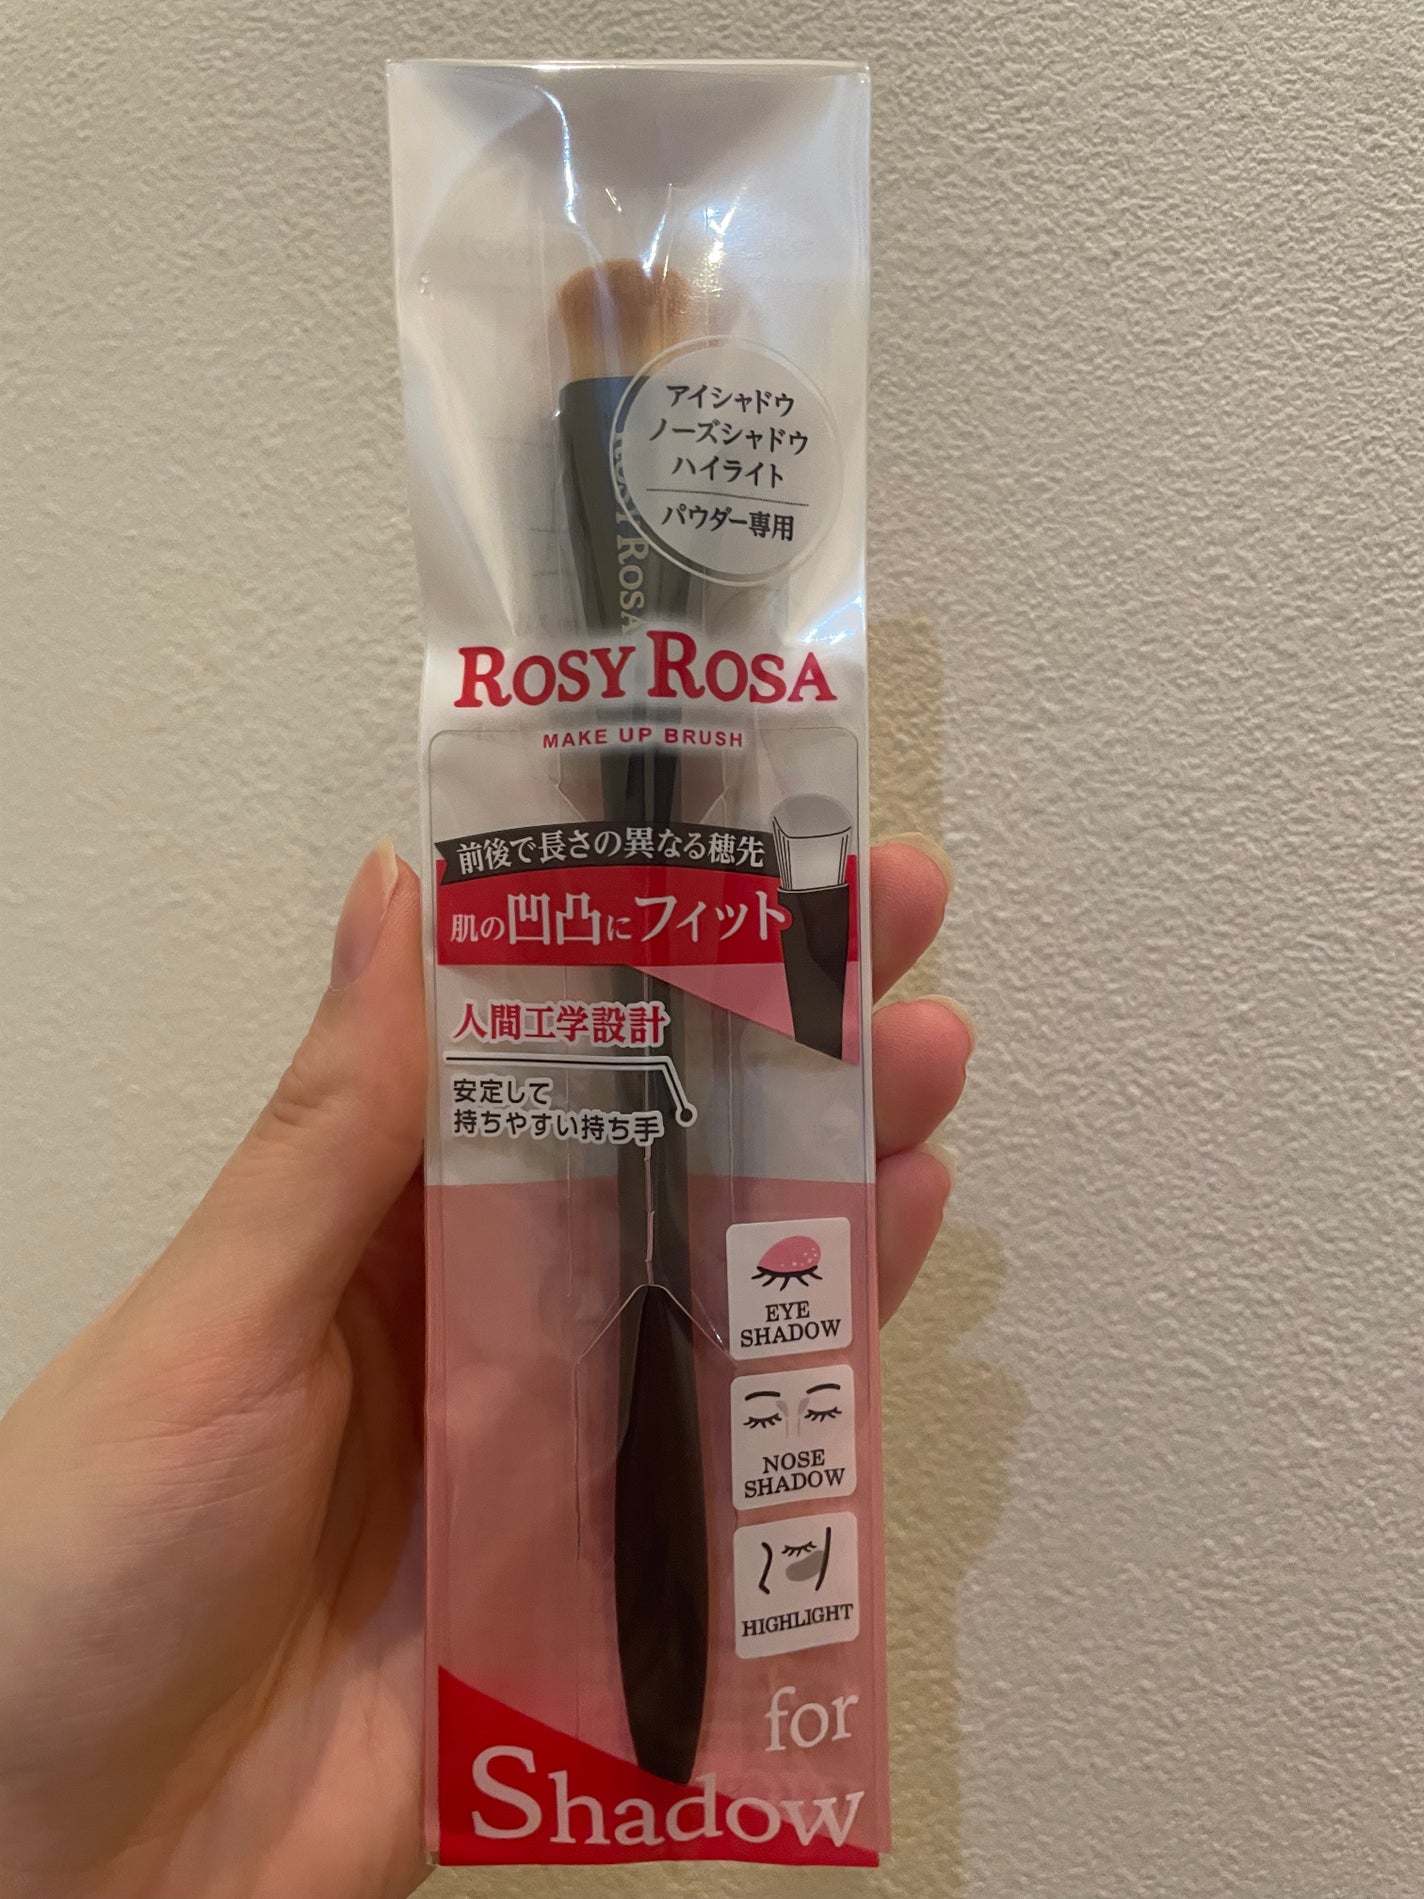 アイシャドウ
ノーズシャドウ
ハイライト
パウダー専用
ROSY ROSA
ROSY ROSA
MAKE UP BRUSH
前後で長さの異なる穂先
肌の凹凸にフィット
人間工学設計
安定して
持ちやすい持ち手
EYE
SHADOW
NOSE
SHADOW
HIGHLIGHT
for
Shadow